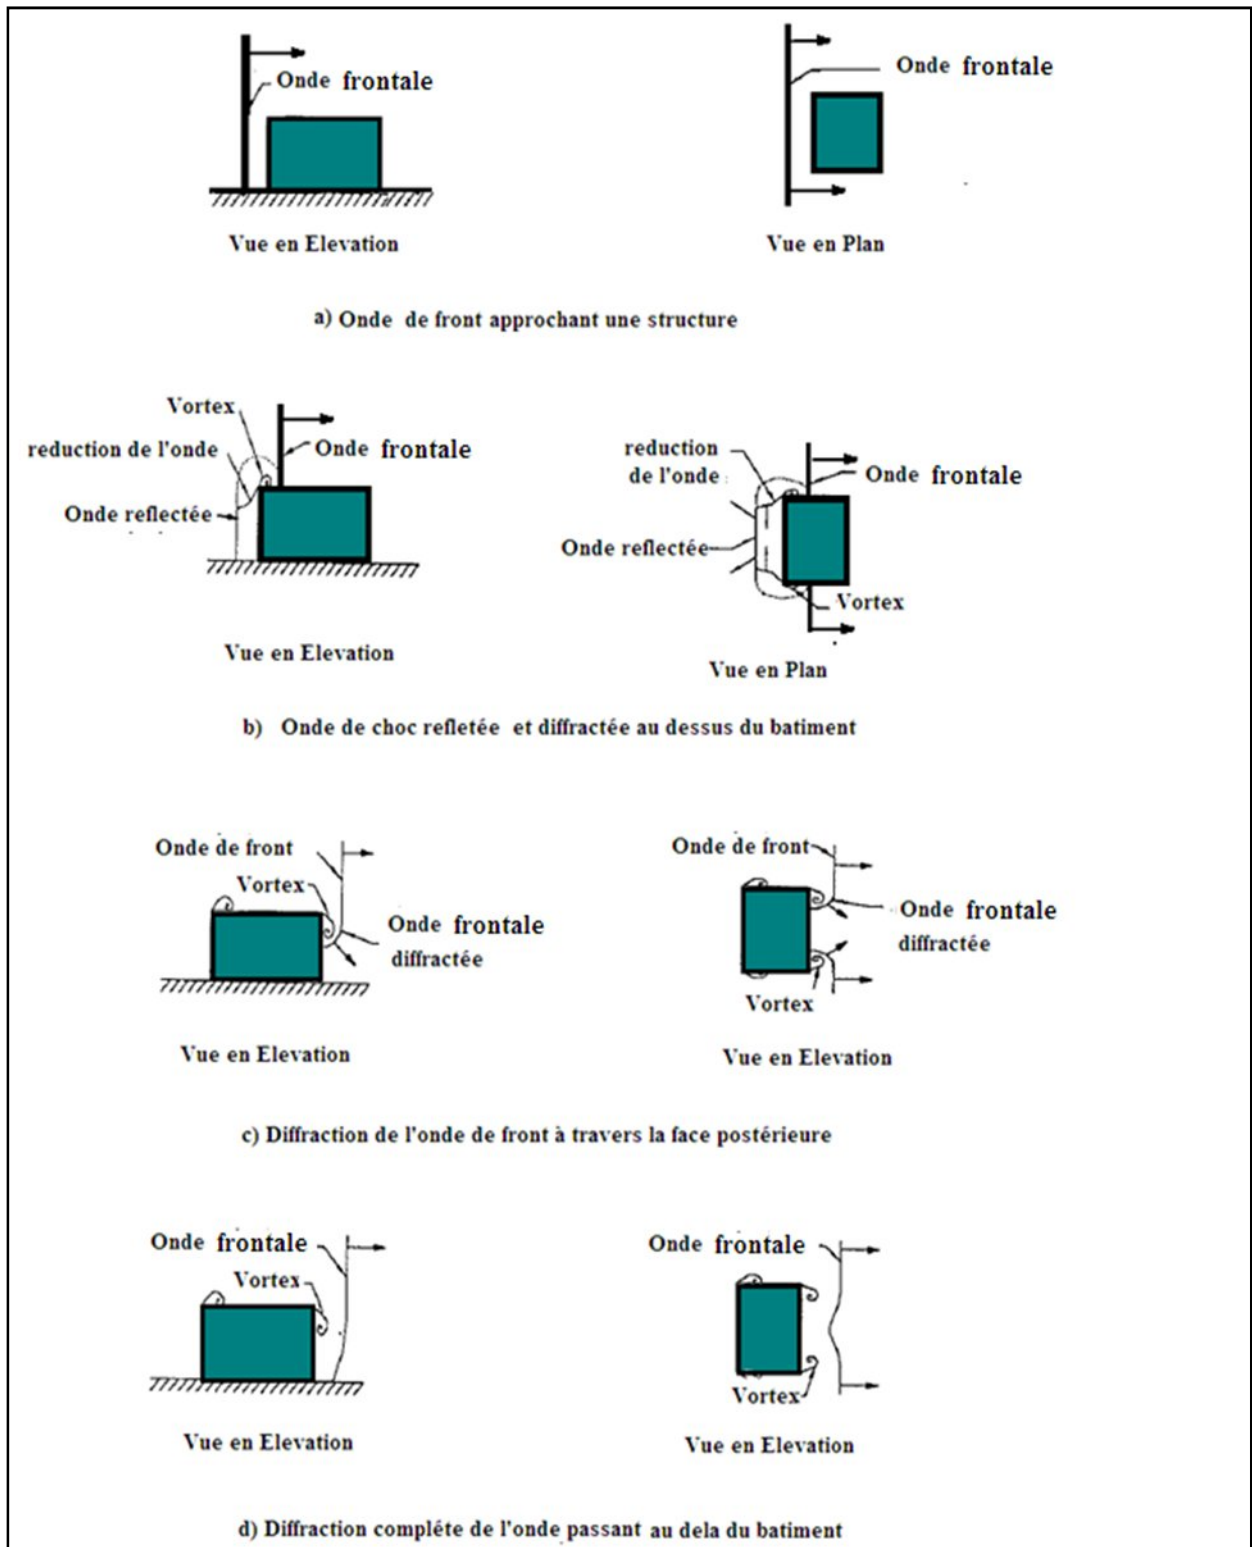 Onde frontale
Onde frontale
Vue en Elevation
Vue en Plan
a) Onde de front approchant une structure
Vortex
reduction de l'onde
Onde frontale
Onde reflectée
Vue en Elevation
reduction
de l'onde
Onde frontale
Onde reflectée
Vortex
Vue en Plan
b) Onde de choc refletée et diffractée au dessus du batiment
Onde de front
Vortex
Onde frontale
diffractée
Vue en Elevation
Onde de front
Onde frontale
diffractée
Vortex
Vue en Elevation
c) Diffraction de l'onde de front à travers la face postérieure
Onde frontale
Vortex
Vue en Elevation
Onde frontale
Vortex
Vue en Elevation
d) Diffraction compléte de l'onde passant au dela du batiment